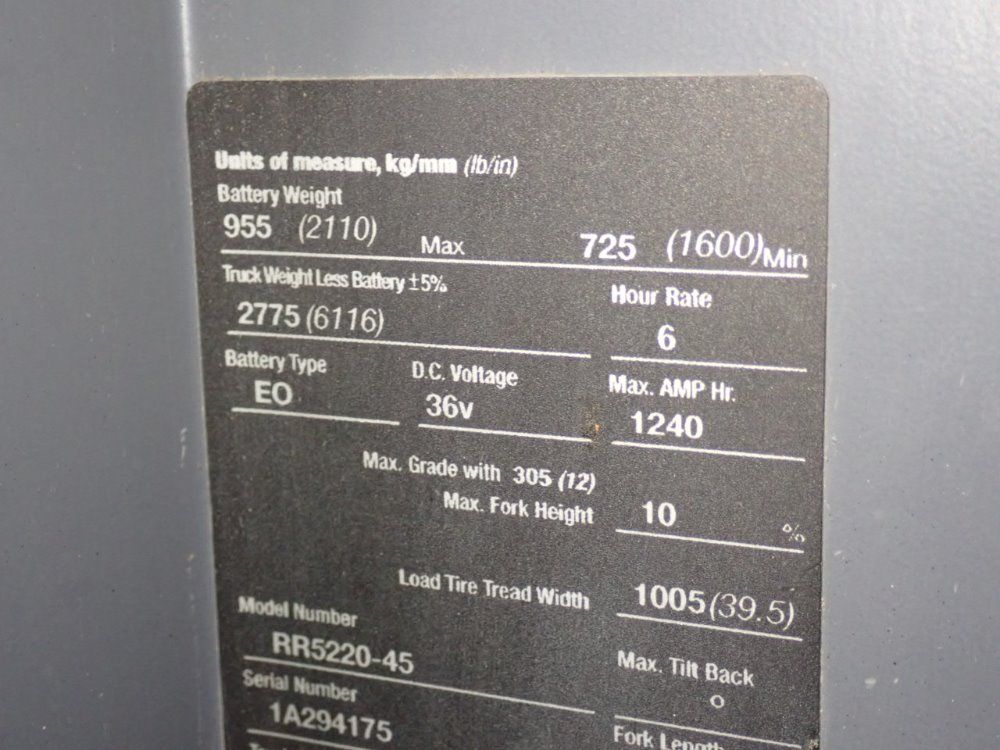 Units of measure, kg/mm (lb/in)
Battery Weight
955 (2110) Max 725 (1600) Min
Truck Weight Less Battery ±5%
Hour Rate
2775 (6116)
6
Battery Type D.C. Voltage Max. AMP Hr.
EO 36v 1240
Max. Grade with 305 (12)
Max. Fork Height 10 %
Load Tire Tread Width 1005 (39.5)
Model Number
RR5220-45
Max. Tilt Back
0
Serial Number
1A294175
Fork Length